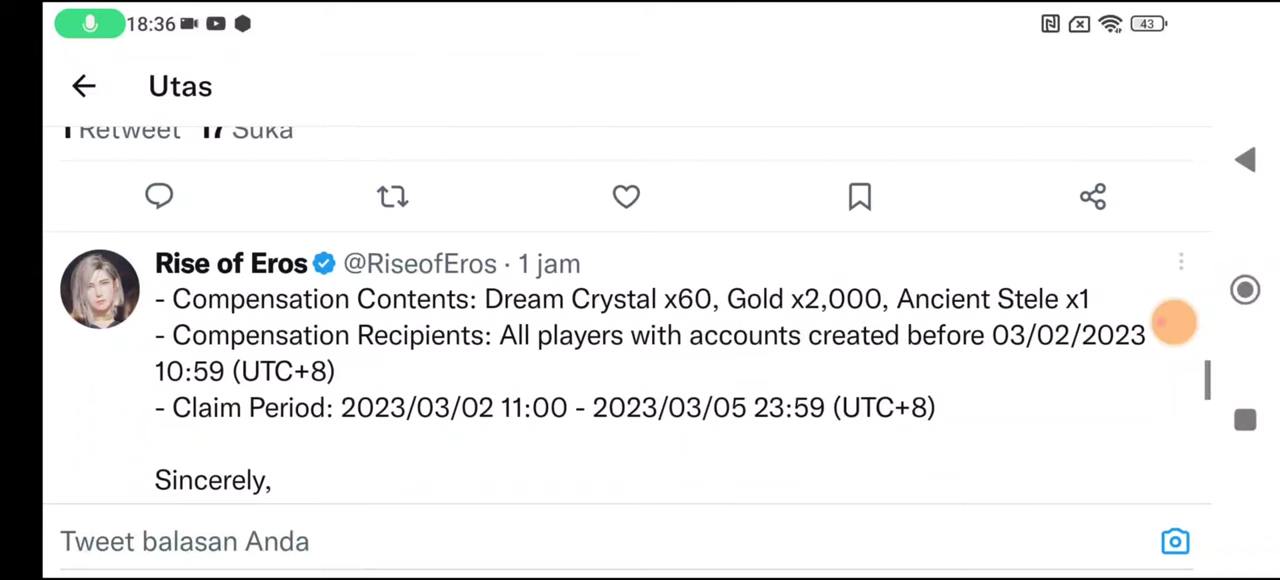 18:36
43
Utas
1 Retweet 17 Suka
Rise of Eros @RiseofEros · 1 jam
- Compensation Contents: Dream Crystal x60, Gold x2,000, Ancient Stele x1
- Compensation Recipients: All players with accounts created before 03/02/2023
10:59 (UTC+8)
- Claim Period: 2023/03/02 11:00 - 2023/03/05 23:59 (UTC+8)
Sincerely,
Tweet balasan Anda